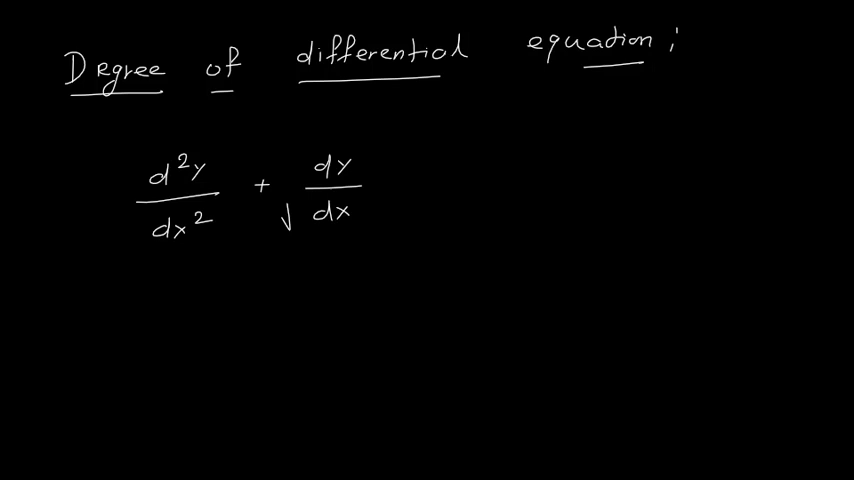 Degree of differential equation ;
d²y/dx² + √ dy/dx